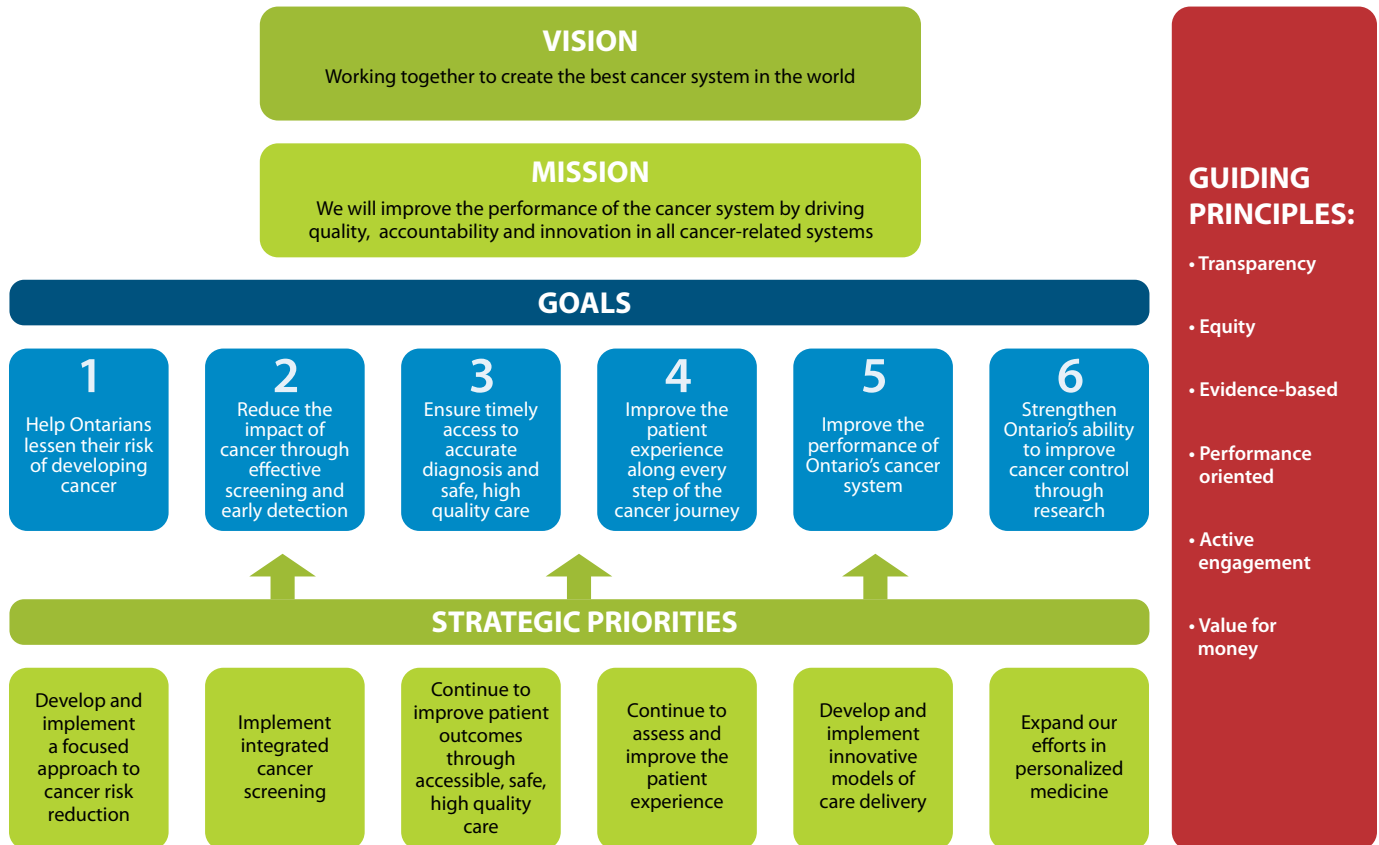 VISION
Working together to create the best cancer system in the world
MISSION
We will improve the performance of the cancer system by driving
quality, accountability and innovation in all cancer-related systems
GOALS
1
Help Ontarians
lessen their risk
of developing
cancer
2
Reduce the
impact of
cancer through
effective
screening and
early detection
3
Ensure timely
access to
accurate
diagnosis and
safe, high
quality care
4
Improve the
patient
experience
along every
step of the
cancer journey
5
Improve the
performance of
Ontario’s cancer
system
6
Strengthen
Ontario’s ability
to improve
cancer control
through
research
STRATEGIC PRIORITIES
Develop and
implement
a focused
approach to
cancer risk
reduction
Implement
integrated
cancer
screening
Continue to
improve patient
outcomes
through
accessible, safe,
high quality
care
Continue to
assess and
improve the
patient
experience
Develop and
implement
innovative
models of
care delivery
Expand our
efforts in
personalized
medicine
GUIDING
PRINCIPLES:
• Transparency
• Equity
• Evidence-based
• Performance
oriented
• Active
engagement
• Value for
money